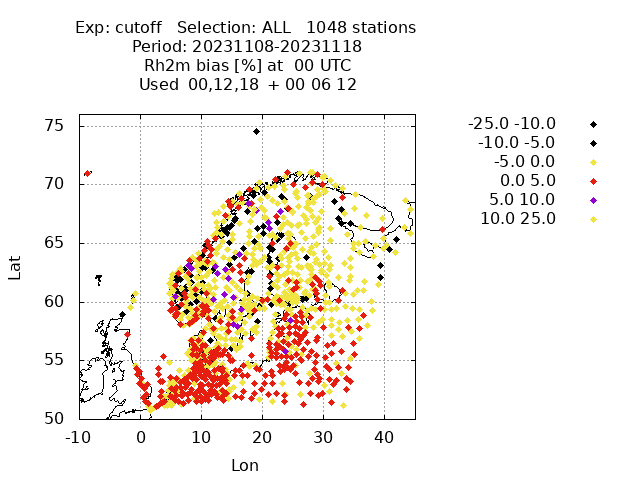 Exp: cutoff   Selection: ALL   1048 stations
Period: 20231108-20231118
Rh2m bias [%] at  00 UTC
Used  00,12,18  + 00 06 12
-25.0 -10.0
-10.0 -5.0
-5.0 0.0
0.0 5.0
5.0 10.0
10.0 25.0
75
70
65
60
55
50
Lat
-10 0 10 20 30 40
Lon